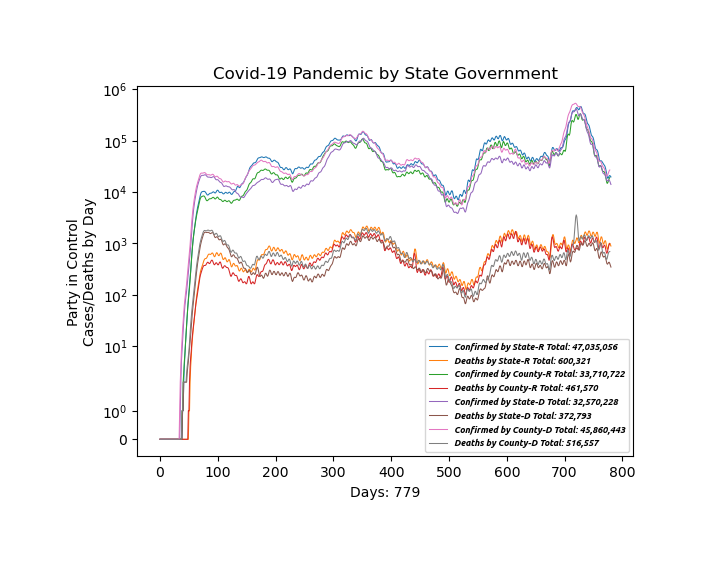 Covid-19 Pandemic by State Government
Party in Control
Cases/Deaths by Day
10^6
10^5
10^4
10^3
10^2
10^1
10^0
0
Confirmed by State-R Total: 47,035,056
Deaths by State-R Total: 600,321
Confirmed by County-R Total: 33,710,722
Deaths by County-R Total: 461,570
Confirmed by State-D Total: 32,570,228
Deaths by State-D Total: 372,793
Confirmed by County-D Total: 45,860,443
Deaths by County-D Total: 516,557
0 100 200 300 400 500 600 700 800
Days: 779